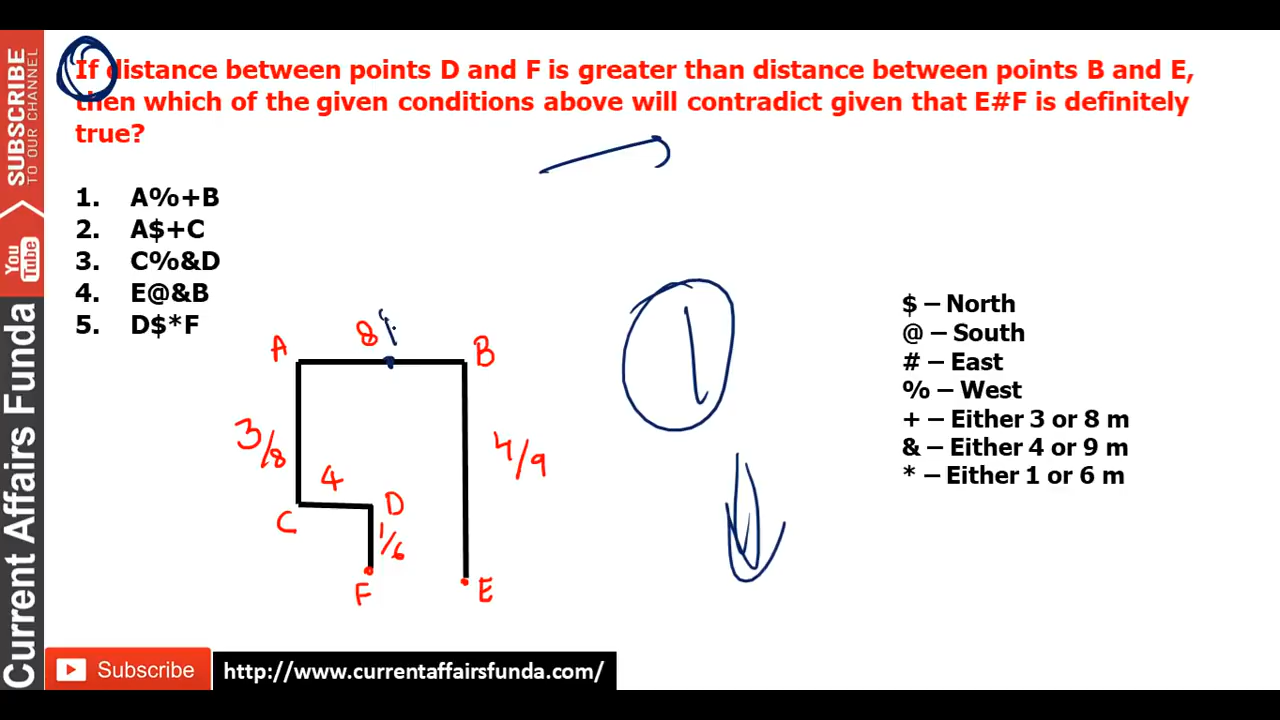 SUBSCRIBE
TO OUR CHANNEL
You
Tube
Current Affairs Funda
If distance between points D and F is greater than distance between points B and E,
then which of the given conditions above will contradict given that E#F is definitely
true?
1. A%+B
2. A$+C
3. C%&D
4. E@&B
5. D$*F
$ – North
@ – South
# – East
% – West
+ – Either 3 or 8 m
& – Either 4 or 9 m
* – Either 1 or 6 m
A 8 B
3/8
4/9
4
C D
1/6
F E
Subscribe
http://www.currentaffairsfunda.com/